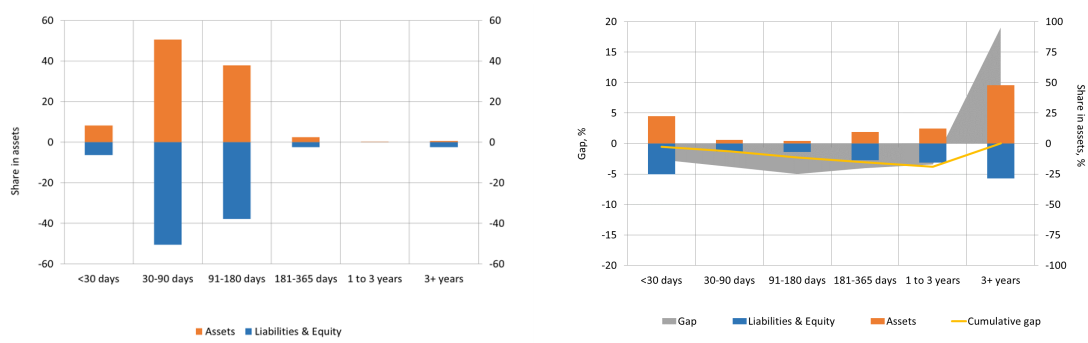 60
40
20
0
-20
-40
-60
Share in assets
60
40
20
0
-20
-40
-60
<30 days
30-90 days
91-180 days
181-365 days
1 to 3 years
3+ years
Assets
Liabilities & Equity
20
15
10
5
0
-5
-10
-15
-20
Gap, %
100
75
50
25
0
-25
-50
-75
-100
Share in assets, %
<30 days
30-90 days
91-180 days
181-365 days
1 to 3 years
3+ years
Gap
Liabilities & Equity
Assets
Cumulative gap